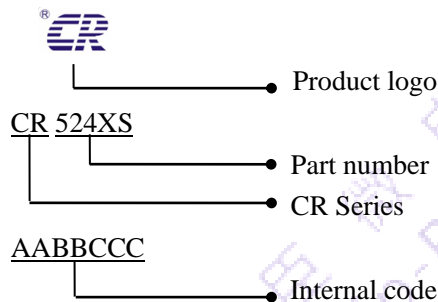 ® CR
Product logo
CR 524XS
Part number
CR Series
AABBCCC
Internal code